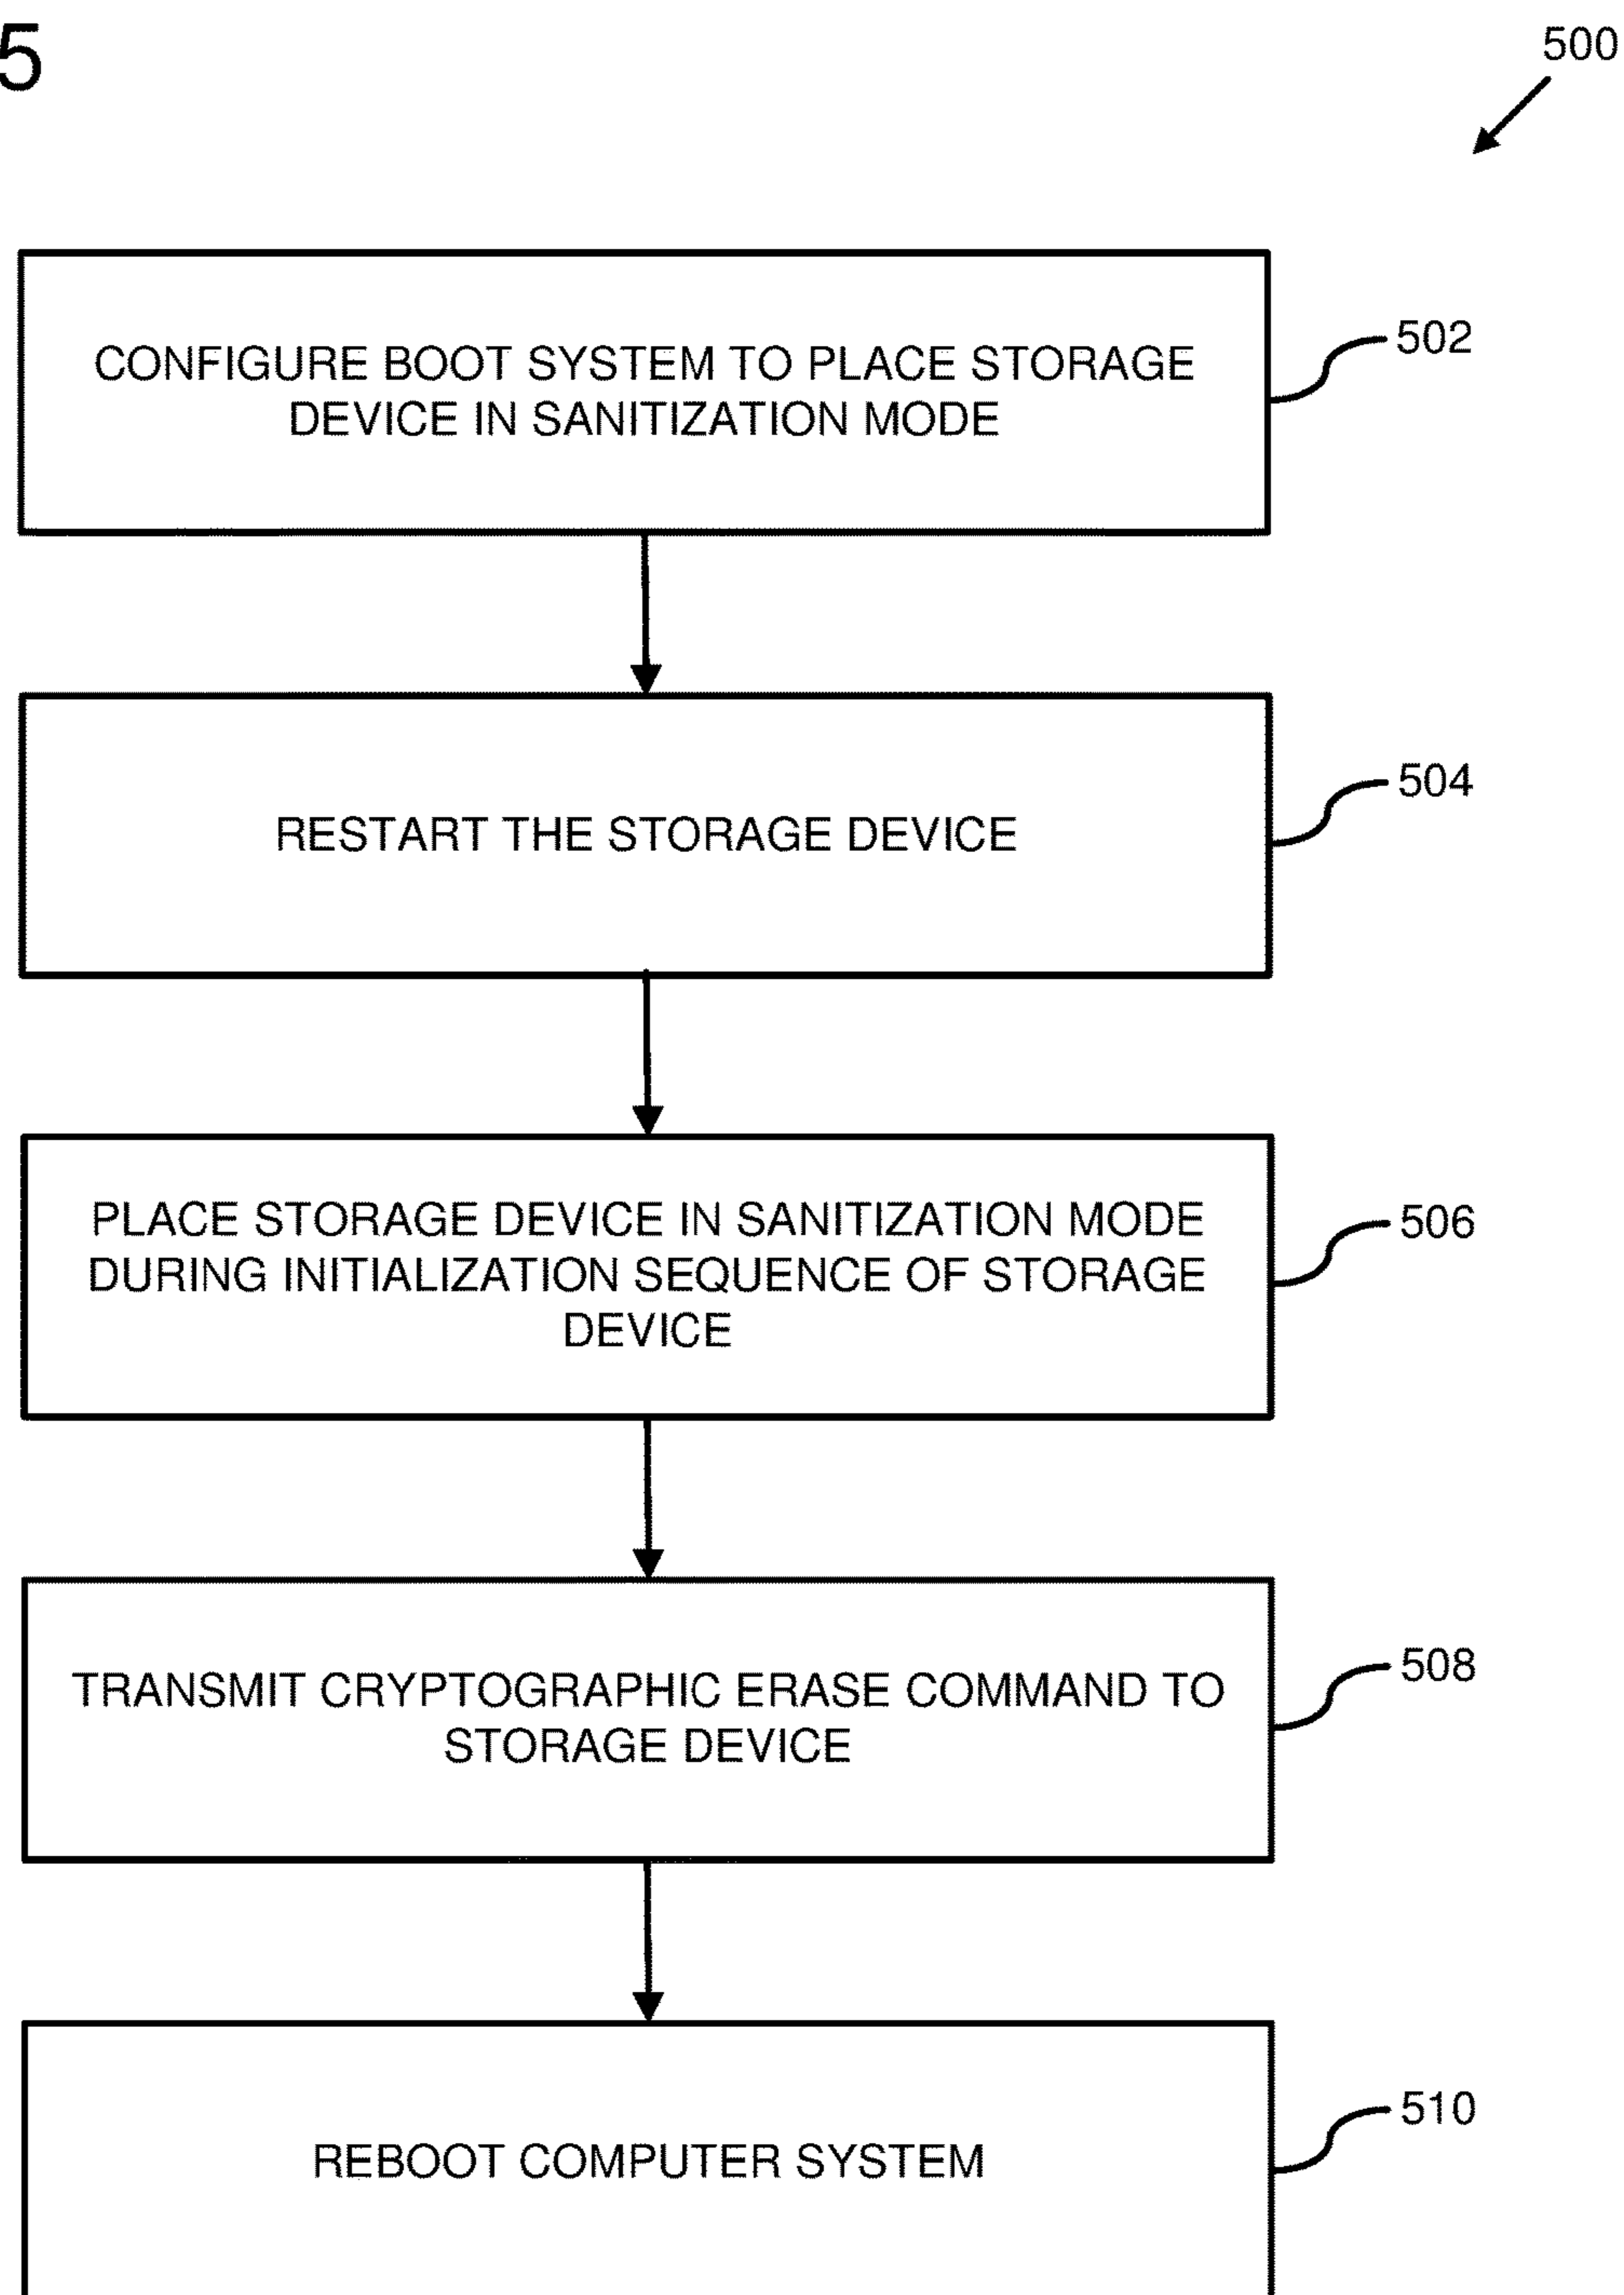 5
500
CONFIGURE BOOT SYSTEM TO PLACE STORAGE
DEVICE IN SANITIZATION MODE
502
RESTART THE STORAGE DEVICE
504
PLACE STORAGE DEVICE IN SANITIZATION MODE
DURING INITIALIZATION SEQUENCE OF STORAGE
DEVICE
506
TRANSMIT CRYPTOGRAPHIC ERASE COMMAND TO
STORAGE DEVICE
508
REBOOT COMPUTER SYSTEM
510